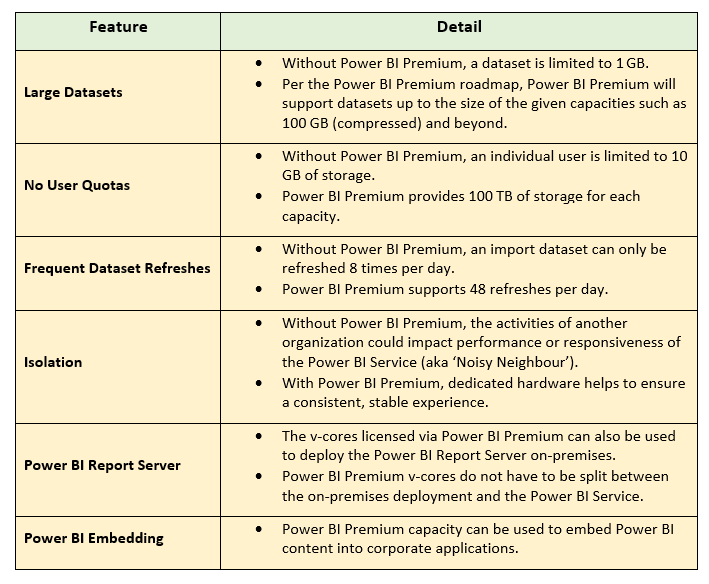 Feature
Detail
Large Datasets
• Without Power BI Premium, a dataset is limited to 1 GB.
• Per the Power BI Premium roadmap, Power BI Premium will
support datasets up to the size of the given capacities such as
100 GB (compressed) and beyond.
No User Quotas
• Without Power BI Premium, an individual user is limited to 10
GB of storage.
• Power BI Premium provides 100 TB of storage for each
capacity.
Frequent Dataset Refreshes
• Without Power BI Premium, an import dataset can only be
refreshed 8 times per day.
• Power BI Premium supports 48 refreshes per day.
Isolation
• Without Power BI Premium, the activities of another
organization could impact performance or responsiveness of
the Power BI Service (aka ‘Noisy Neighbour’).
• With Power BI Premium, dedicated hardware helps to ensure
a consistent, stable experience.
Power BI Report Server
• The v-cores licensed via Power BI Premium can also be used
to deploy the Power BI Report Server on-premises.
• Power BI Premium v-cores do not have to be split between
the on-premises deployment and the Power BI Service.
Power BI Embedding
• Power BI Premium capacity can be used to embed Power BI
content into corporate applications.